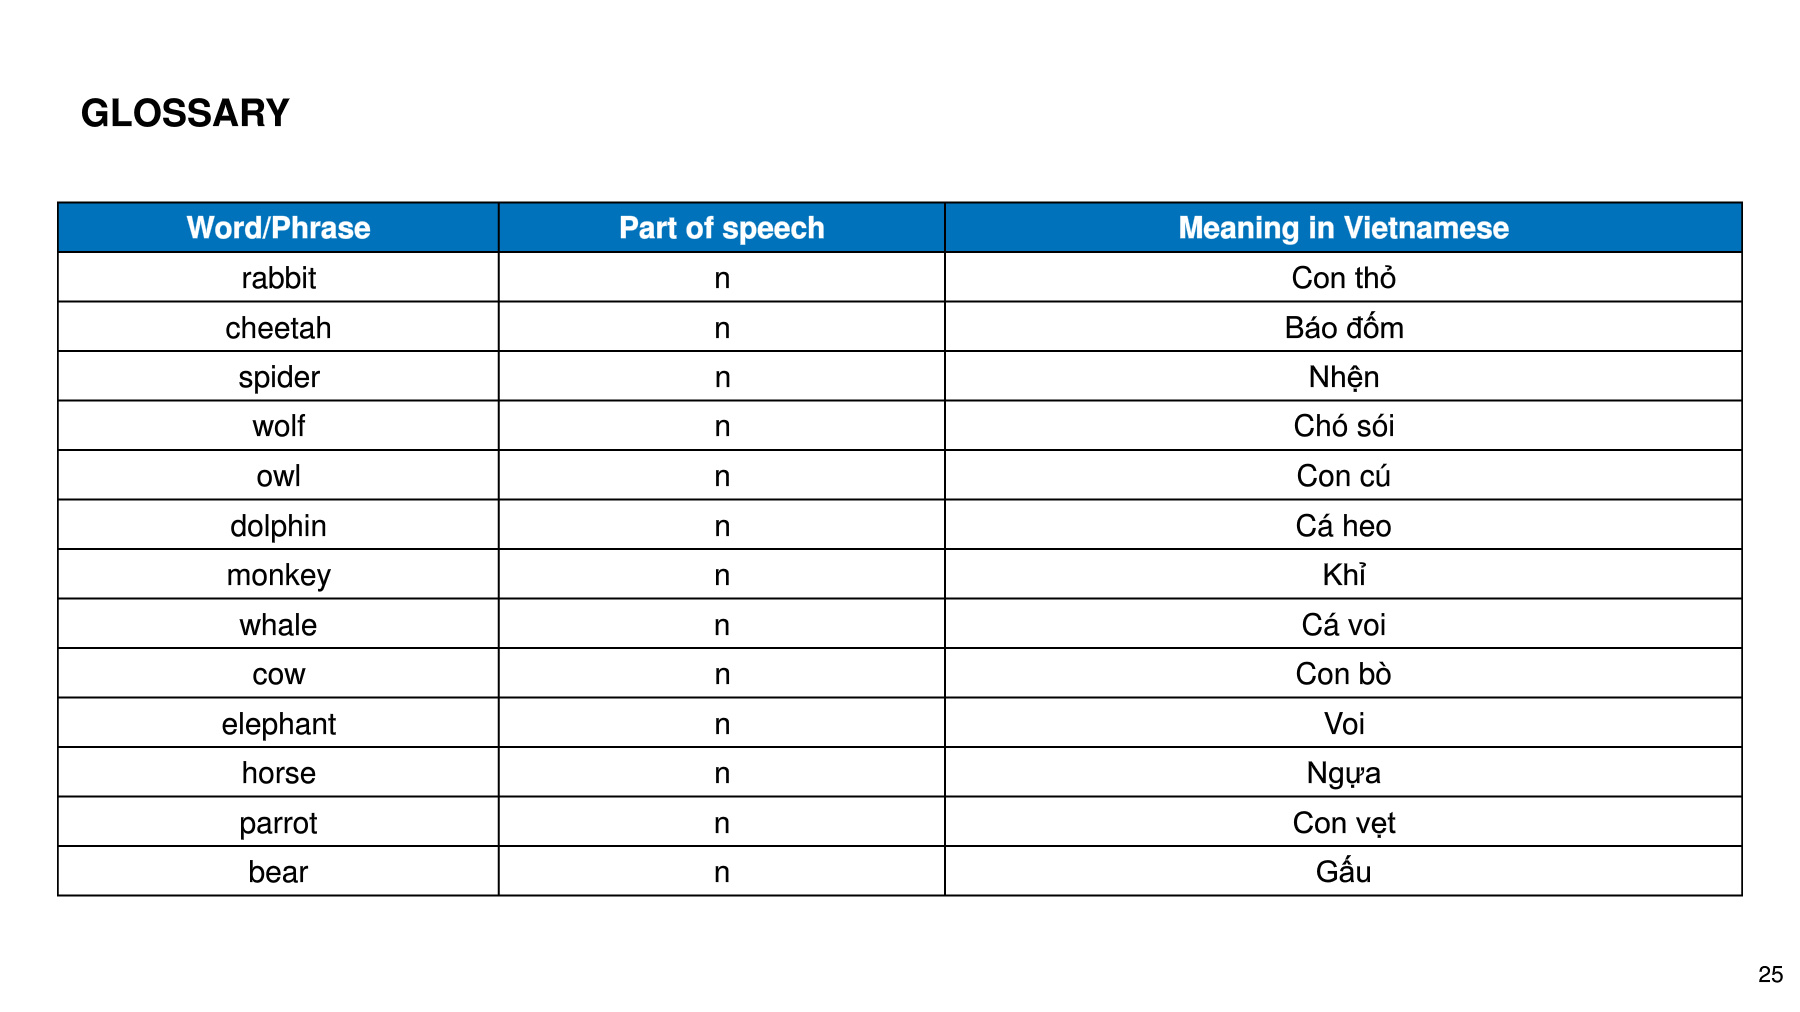 GLOSSARY
Word/Phrase Part of speech Meaning in Vietnamese
rabbit n Con thỏ
cheetah n Báo đốm
spider n Nhện
wolf n Chó sói
owl n Con cú
dolphin n Cá heo
monkey n Khỉ
whale n Cá voi
cow n Con bò
elephant n Voi
horse n Ngựa
parrot n Con vẹt
bear n Gấu
25